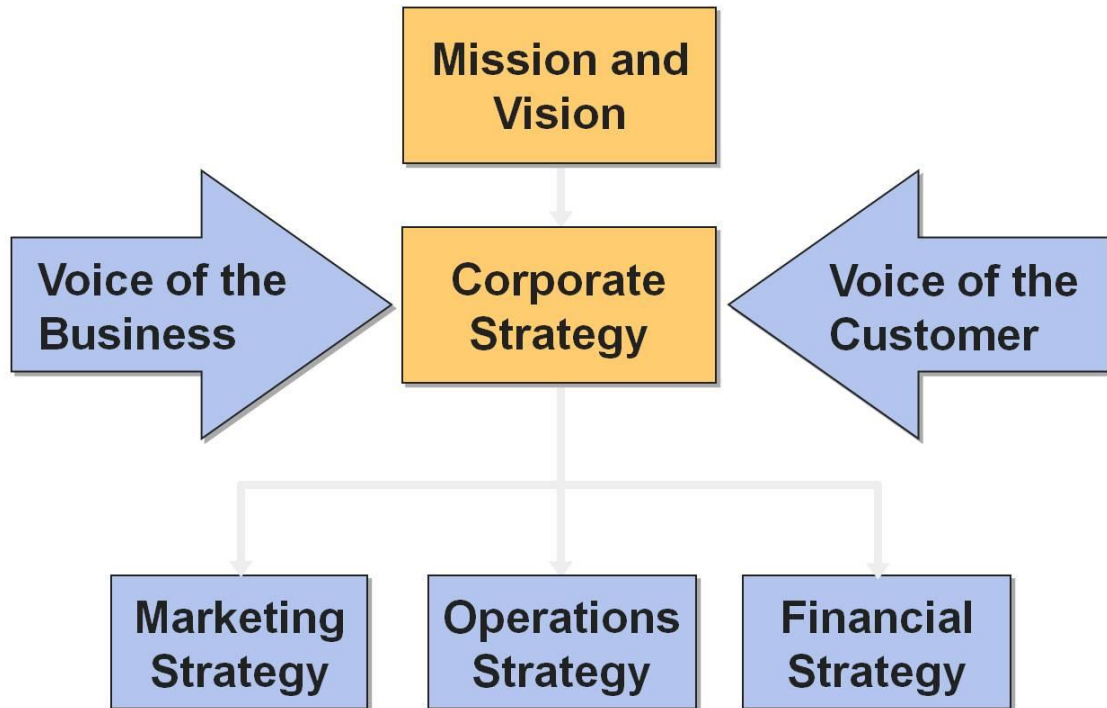 Mission and
Vision
Voice of the
Business
Corporate
Strategy
Voice of the
Customer
Marketing
Strategy
Operations
Strategy
Financial
Strategy